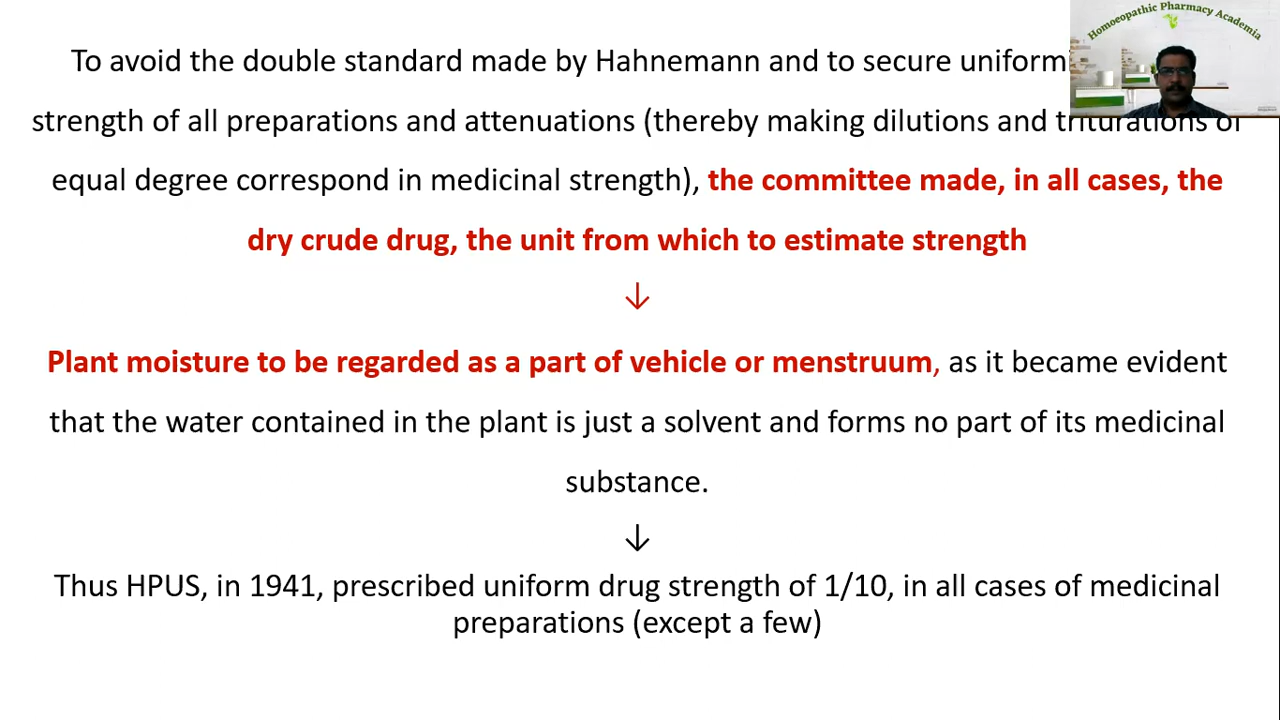 Homoeopathic Pharmacy Academia
To avoid the double standard made by Hahnemann and to secure uniform
strength of all preparations and attenuations (thereby making dilutions and triturations of
equal degree correspond in medicinal strength), the committee made, in all cases, the
dry crude drug, the unit from which to estimate strength
↓
Plant moisture to be regarded as a part of vehicle or menstruum, as it became evident
that the water contained in the plant is just a solvent and forms no part of its medicinal
substance.
↓
Thus HPUS, in 1941, prescribed uniform drug strength of 1/10, in all cases of medicinal
preparations (except a few)